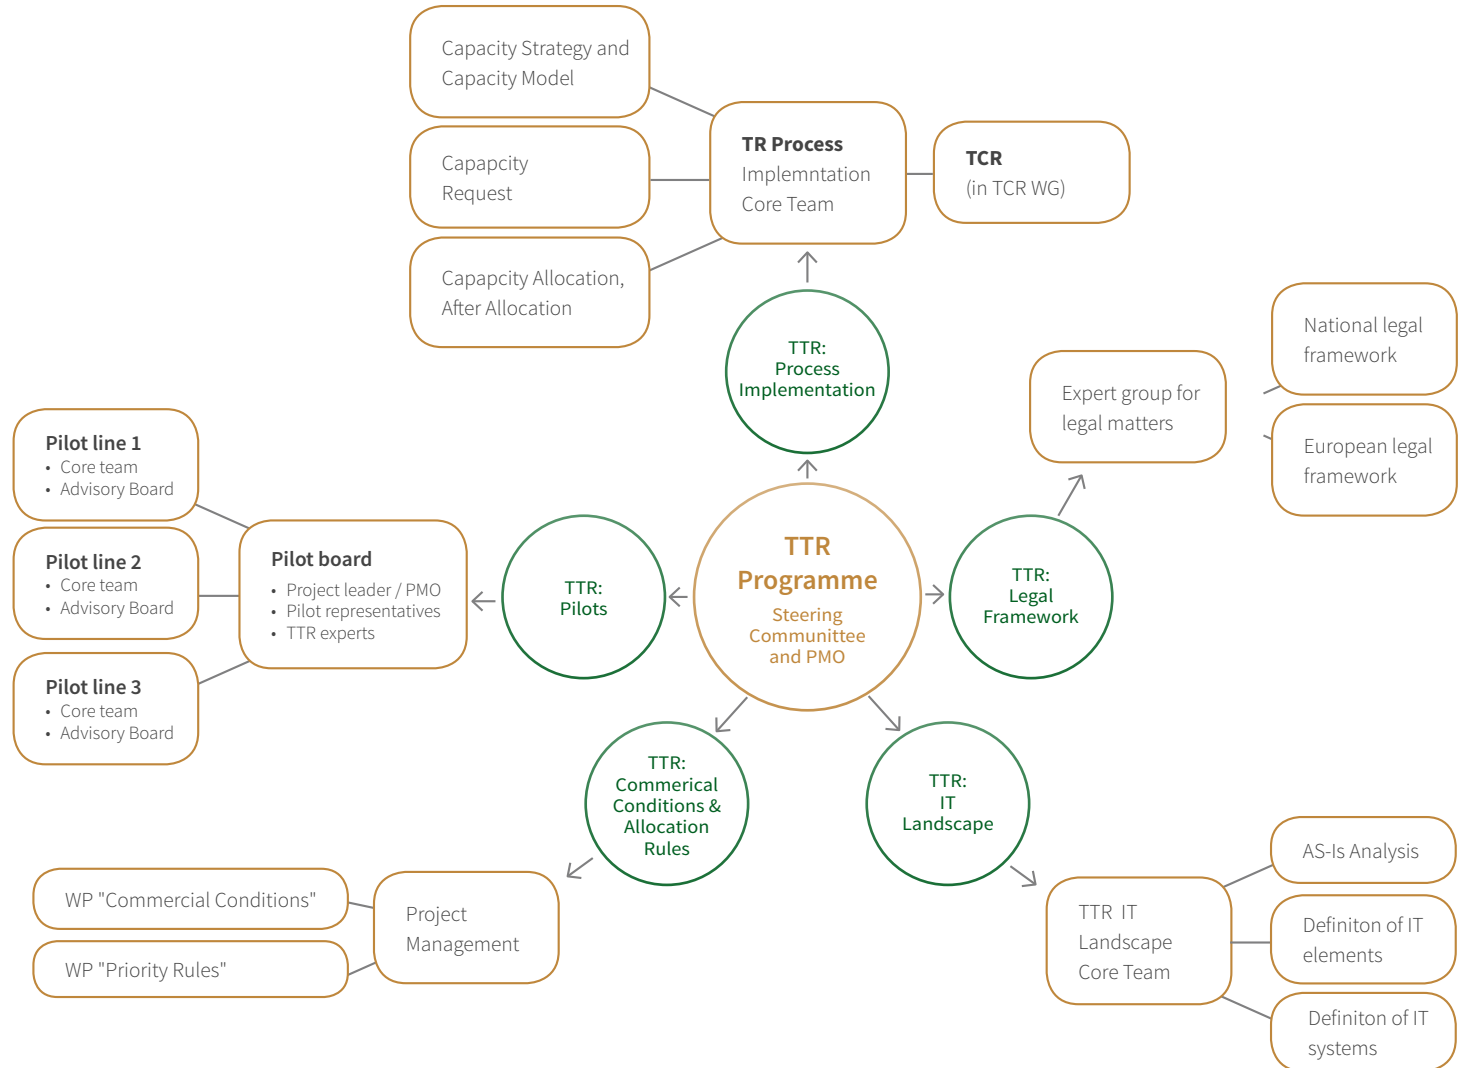 Capacity Strategy and
Capacity Model
Capapcity
Request
Capapcity Allocation,
After Allocation
TR Process
Implemntation
Core Team
TCR
(in TCR WG)
TTR:
Process
Implementation
National legal
framework
Expert group for
legal matters
European legal
framework
Pilot line 1
• Core team
• Advisory Board
Pilot line 2
• Core team
• Advisory Board
Pilot line 3
• Core team
• Advisory Board
Pilot board
• Project leader / PMO
• Pilot representatives
• TTR experts
TTR:
Pilots
TTR
Programme
Steering
Communittee
and PMO
TTR:
Legal
Framework
TTR:
Commerical
Conditions &
Allocation
Rules
TTR:
IT
Landscape
WP "Commercial Conditions"
WP "Priority Rules"
Project
Management
TTR IT
Landscape
Core Team
AS-Is Analysis
Definiton of IT
elements
Definiton of IT
systems